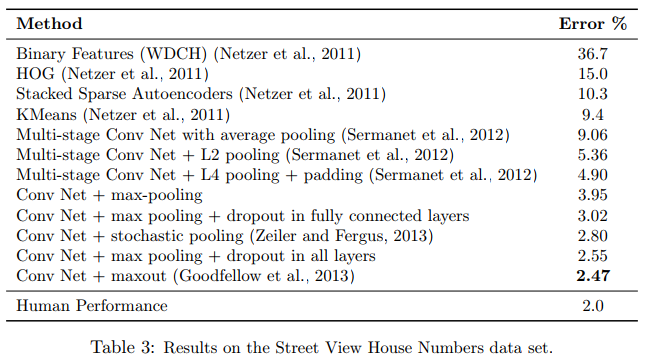 Method Error %
Binary Features (WDCH) (Netzer et al., 2011) 36.7
HOG (Netzer et al., 2011) 15.0
Stacked Sparse Autoencoders (Netzer et al., 2011) 10.3
KMeans (Netzer et al., 2011) 9.4
Multi-stage Conv Net with average pooling (Sermanet et al., 2012) 9.06
Multi-stage Conv Net + L2 pooling (Sermanet et al., 2012) 5.36
Multi-stage Conv Net + L4 pooling + padding (Sermanet et al., 2012) 4.90
Conv Net + max-pooling 3.95
Conv Net + max pooling + dropout in fully connected layers 3.02
Conv Net + stochastic pooling (Zeiler and Fergus, 2013) 2.80
Conv Net + max pooling + dropout in all layers 2.55
Conv Net + maxout (Goodfellow et al., 2013) 2.47
Human Performance 2.0
Table 3: Results on the Street View House Numbers data set.